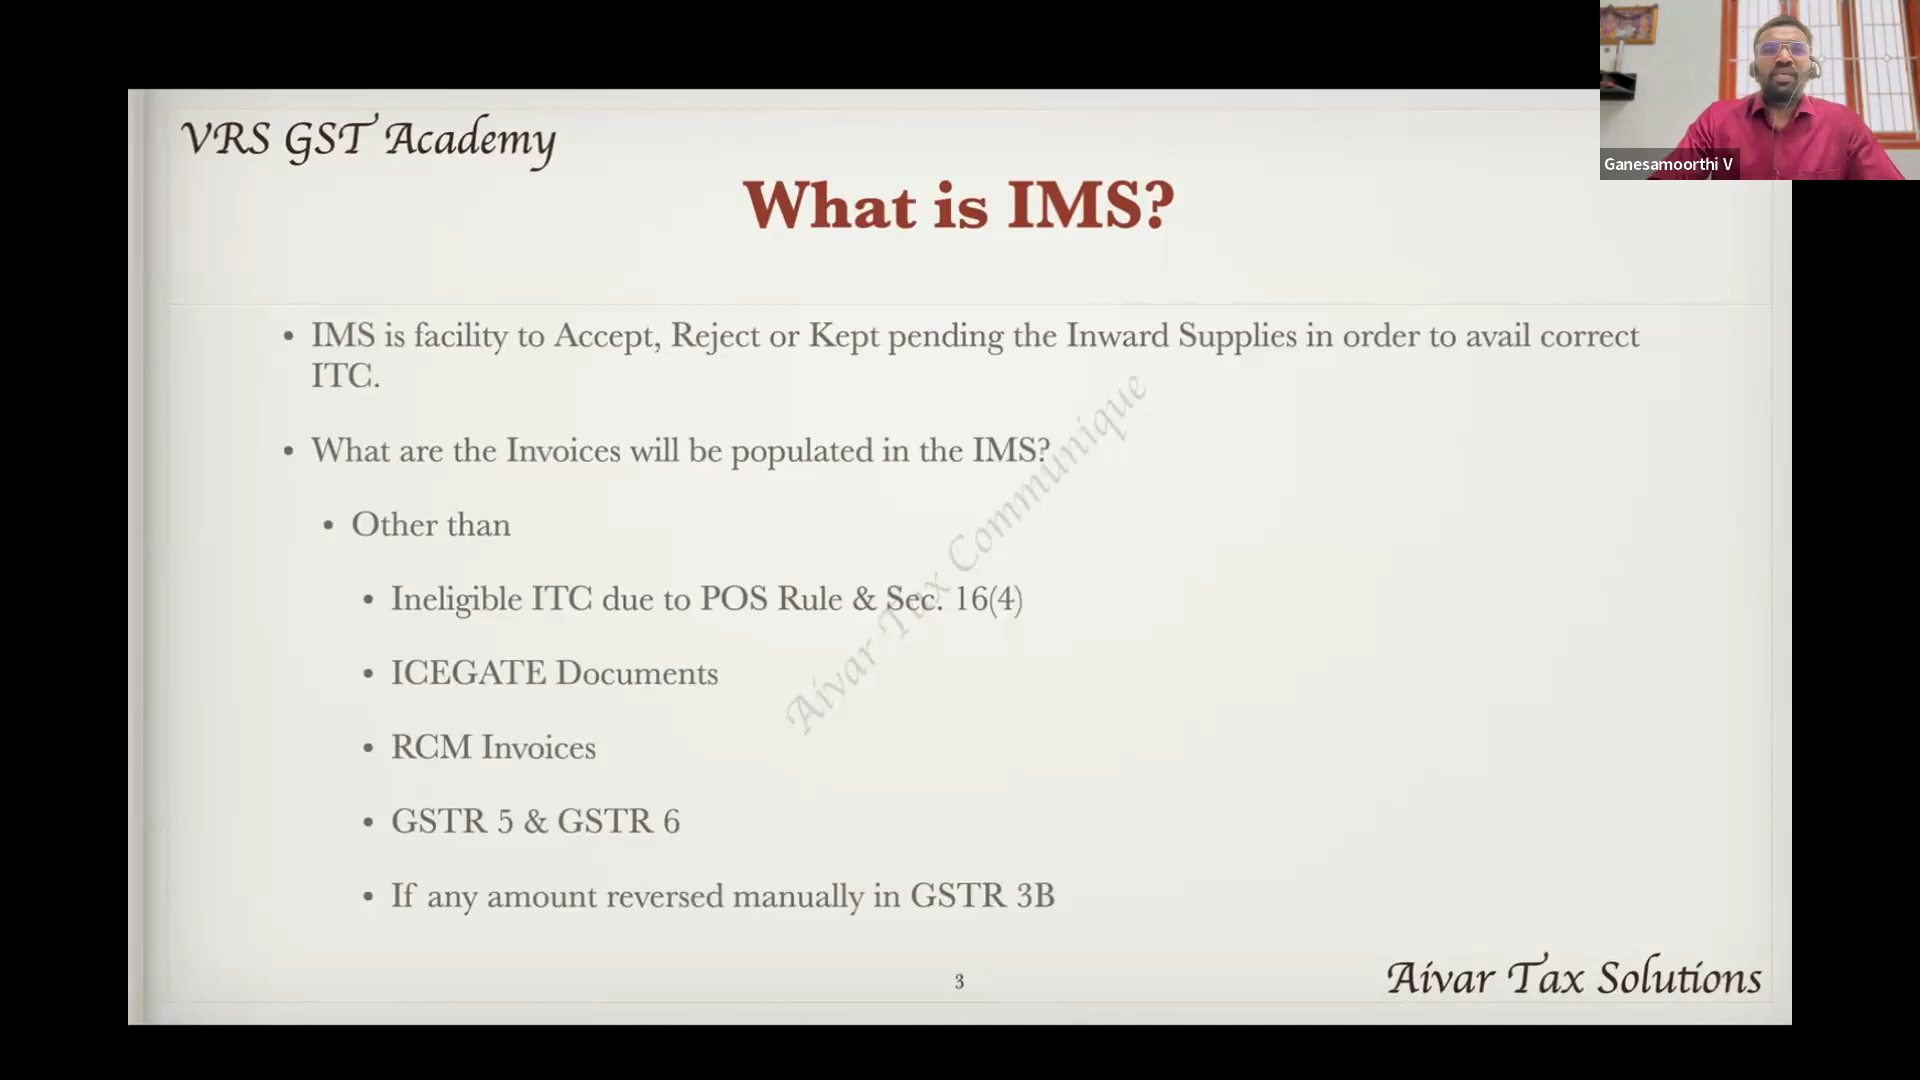 VRS GST Academy
What is IMS?
• IMS is facility to Accept, Reject or Kept pending the Inward Supplies in order to avail correct
ITC.
• What are the Invoices will be populated in the IMS?
• Other than
• Ineligible ITC due to POS Rule & Sec. 16(4)
• ICEGATE Documents
• RCM Invoices
• GSTR 5 & GSTR 6
• If any amount reversed manually in GSTR 3B
Aivar Tax Communique
3
Aivar Tax Solutions
Ganesamoorthi V